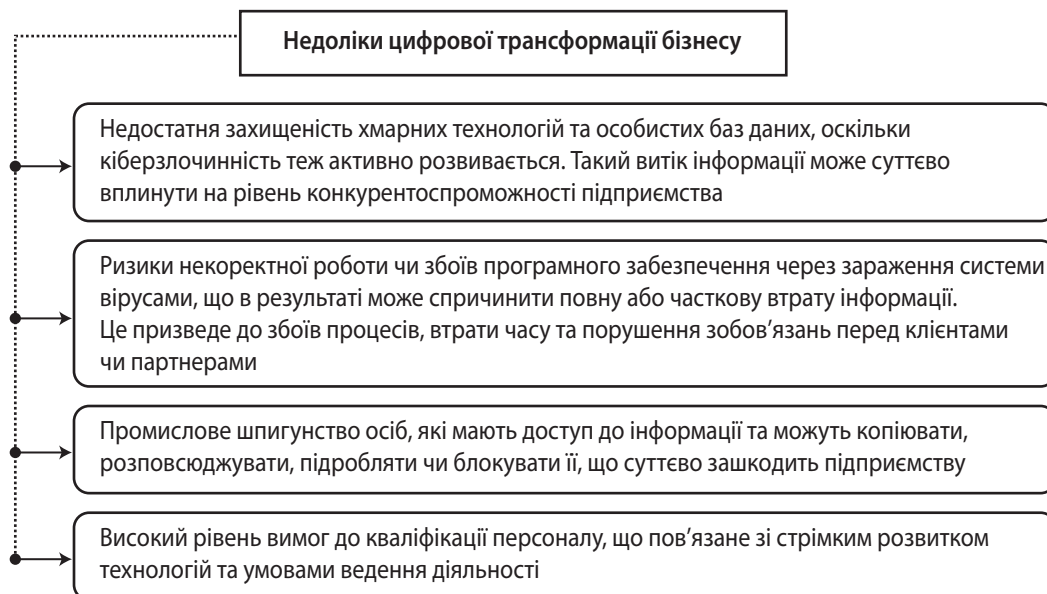 Недоліки цифрової трансформації бізнесу
Недостатня захищеність хмарних технологій та особистих баз даних, оскільки
кіберзлочинність теж активно розвивається. Такий витік інформації може суттєво
вплинути на рівень конкурентоспроможності підприємства
Ризики некоректної роботи чи збоїв програмного забезпечення через зараження системи
вірусами, що в результаті може спричинити повну або часткову втрату інформації.
Це призведе до збоїв процесів, втрати часу та порушення зобов’язань перед клієнтами
чи партнерами
Промислове шпигунство осіб, які мають доступ до інформації та можуть копіювати,
розповсюджувати, підробляти чи блокувати її, що суттєво зашкодить підприємству
Високий рівень вимог до кваліфікації персоналу, що пов’язане зі стрімким розвитком
технологій та умовами ведення діяльності